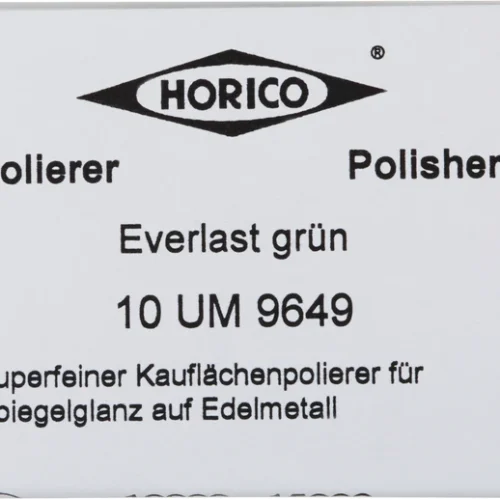 HORICO ®
olierer Polisher
Everlast grün
10 UM 9649
uperfeiner Kauflächenpolierer für
piegelglanz auf Edelmetall